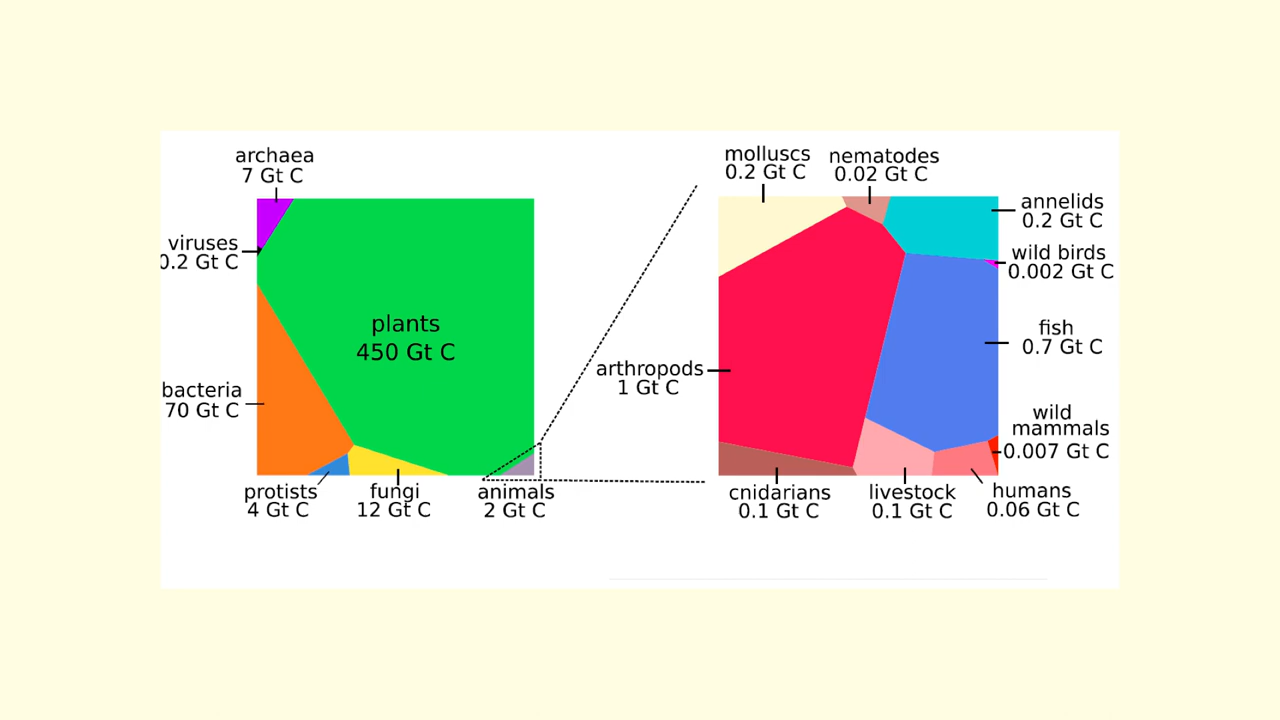 archaea
7 Gt C
viruses
0.2 Gt C
plants
450 Gt C
bacteria
70 Gt C
protists
4 Gt C
fungi
12 Gt C
animals
2 Gt C
molluscs
0.2 Gt C
nematodes
0.02 Gt C
annelids
0.2 Gt C
wild birds
0.002 Gt C
fish
0.7 Gt C
arthropods
1 Gt C
wild
mammals
0.007 Gt C
cnidarians
0.1 Gt C
livestock
0.1 Gt C
humans
0.06 Gt C